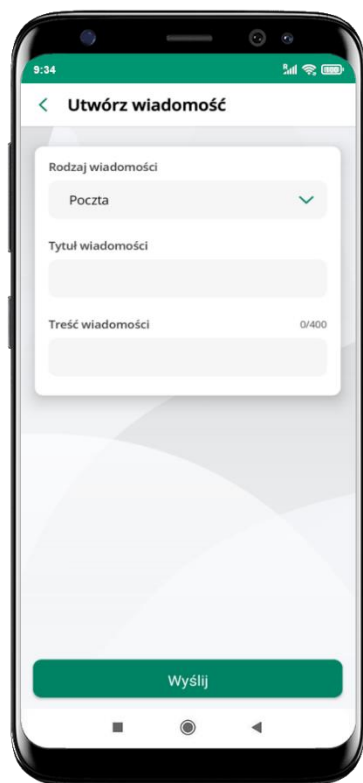 9:34
Utwórz wiadomość
Rodzaj wiadomości
Poczta
Tytuł wiadomości
Treść wiadomości 0/400
Wyślij